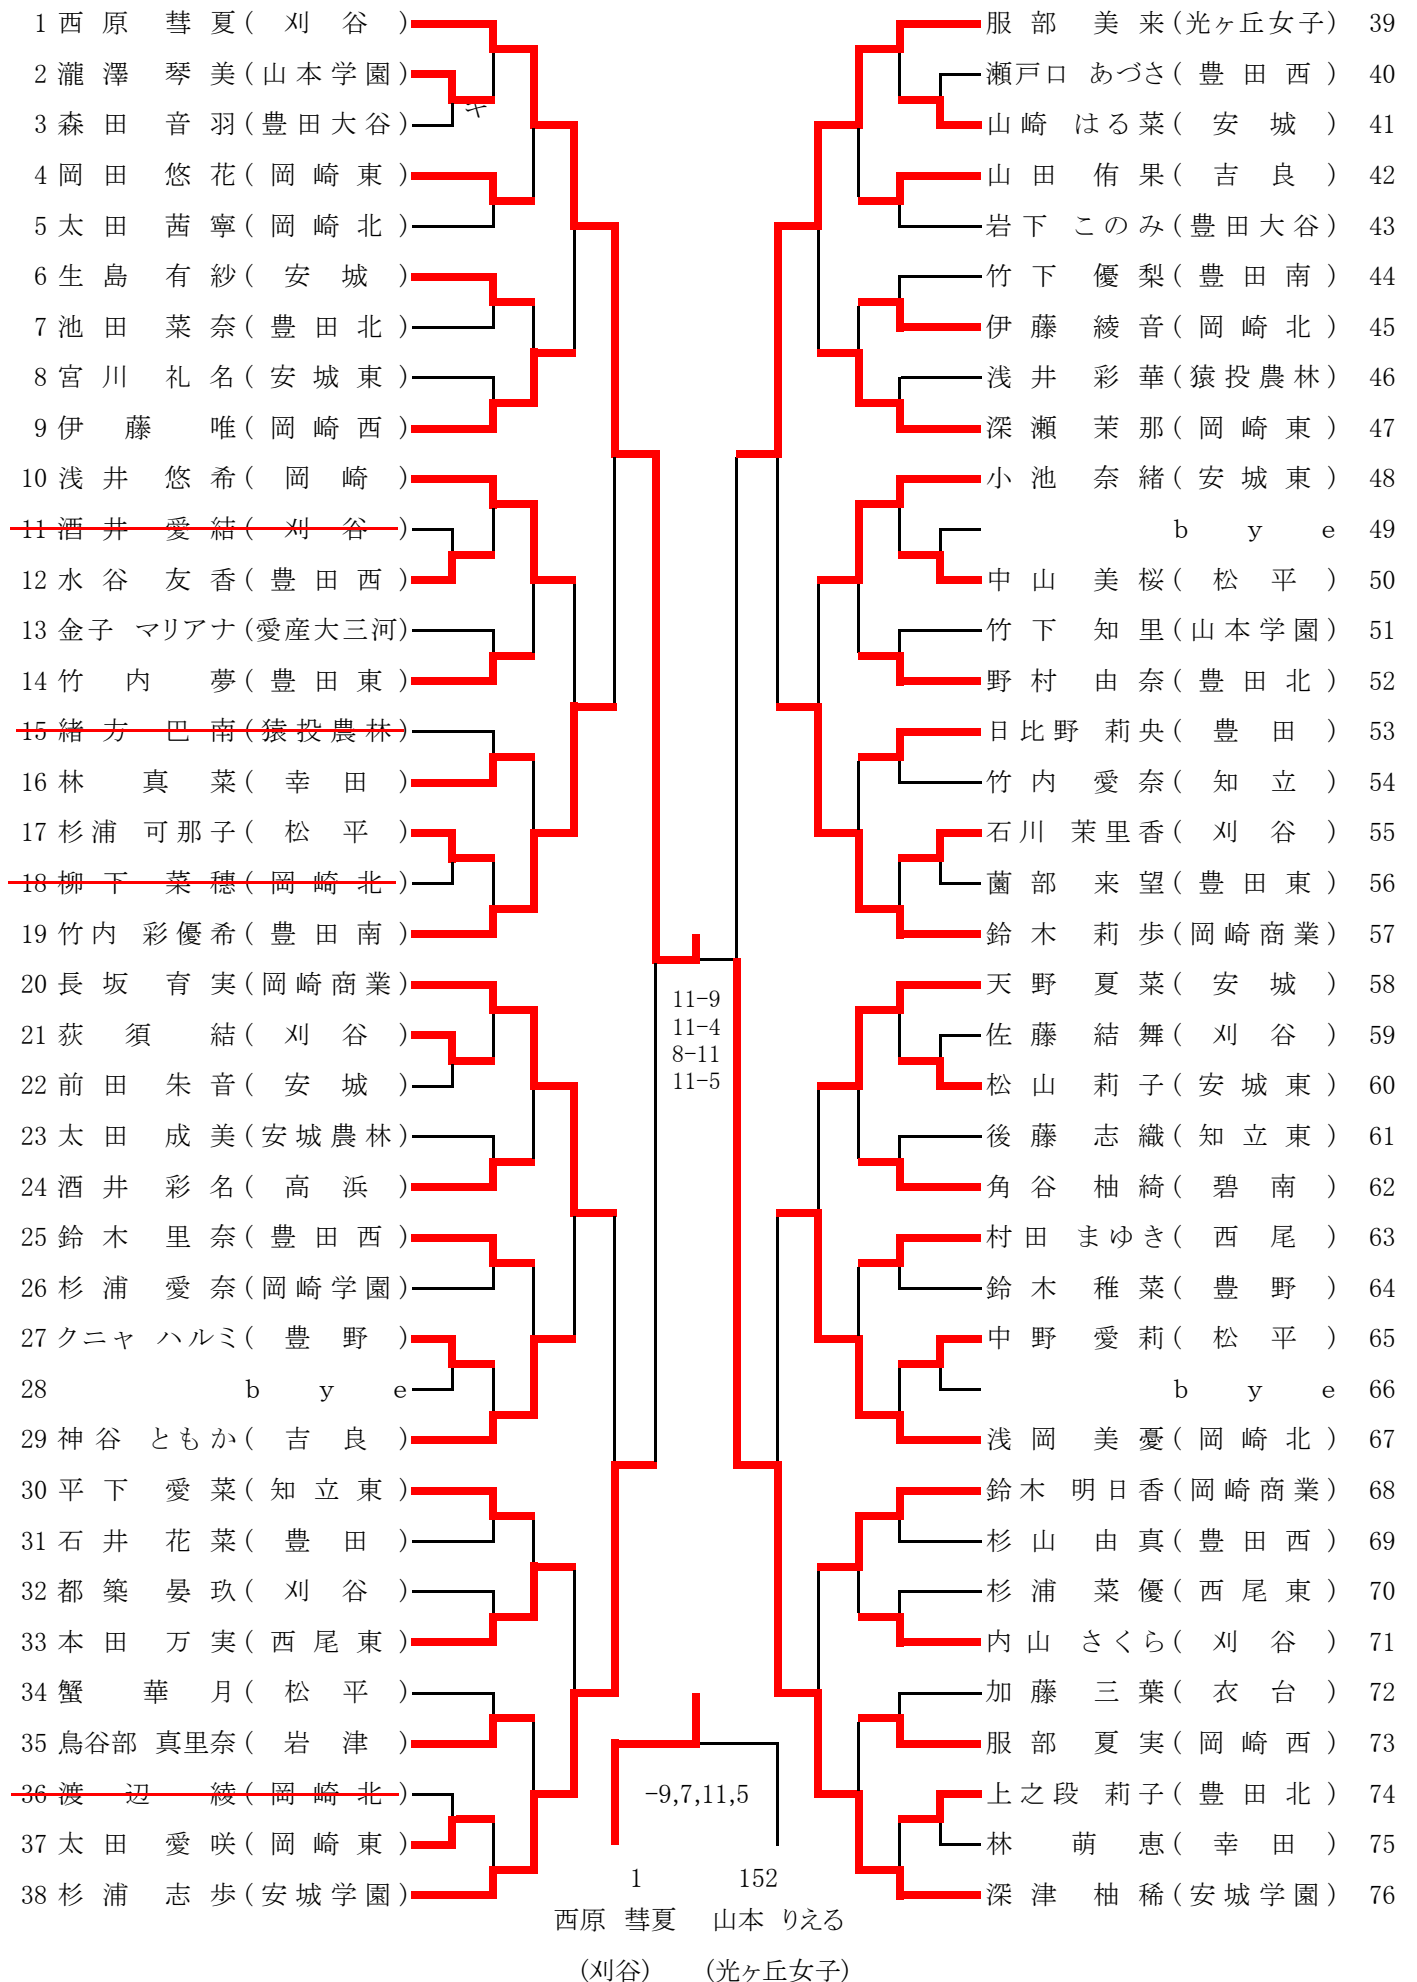 1 西原 彗夏(刈谷)
2 瀧澤 琴美(山本学園)
キ
3 森田 音羽(豊田大谷)
4 岡田 悠花(岡崎東)
5 太田 茜寧(岡崎北)
6 生島 有紗(安城)
7 池田 菜奈(豊田北)
8 宮川 礼名(安城東)
9 伊藤 唯(岡崎西)
10 浅井 悠希(岡崎)
11 酒井 愛結(刈谷)
12 水谷 友香(豊田西)
13 金子 マリアナ(愛産大三河)
14 竹内 夢(豊田東)
15 緒方 巴南(猿投農林)
16 林 真菜(幸田)
17 杉浦 可那子(松平)
18 柳下 菜穂(岡崎北)
19 竹内 彩優希(豊田南)
20 長坂 育実(岡崎商業)
21 荻須 結(刈谷)
22 前田 朱音(安城)
23 太田 成美(安城農林)
24 酒井 彩名(高浜)
25 鈴木 里奈(豊田西)
26 杉浦 愛奈(岡崎学園)
27 クニャ ハルミ(豊野)
28 bye
29 神谷 ともか(吉良)
30 平下 愛菜(知立東)
31 石井 花菜(豊田)
32 都築 晏玖(刈谷)
33 本田 万実(西尾東)
34 蟹 華月(松平)
35 鳥谷部 真里奈(岩津)
36 渡辺 綾(岡崎北)
37 太田 愛咲(岡崎東)
38 杉浦 志歩(安城学園)
11-9
11-4
8-11
11-5
-9,7,11,5
1 152
西原 彗夏 山本 りえる
(刈谷) (光ヶ丘女子)
服部 美来(光ヶ丘女子) 39
瀬戸口 あづさ(豊田西) 40
山崎 はる菜(安城) 41
山田 侑果(吉良) 42
岩下 このみ(豊田大谷) 43
竹下 優梨(豊田南) 44
伊藤 綾音(岡崎北) 45
浅井 彩華(猿投農林) 46
深瀬 茉那(岡崎東) 47
小池 奈緒(安城東) 48
bye 49
中山 美桜(松平) 50
竹下 知里(山本学園) 51
野村 由奈(豊田北) 52
日比野 莉央(豊田) 53
竹内 愛奈(知立) 54
石川 茉里香(刈谷) 55
薗部 来望(豊田東) 56
鈴木 莉歩(岡崎商業) 57
天野 夏菜(安城) 58
佐藤 結舞(刈谷) 59
松山 莉子(安城東) 60
後藤 志織(知立東) 61
角谷 柚綺(碧南) 62
村田 まゆき(西尾) 63
鈴木 稚菜(豊野) 64
中野 愛莉(松平) 65
bye 66
浅岡 美憂(岡崎北) 67
鈴木 明日香(岡崎商業) 68
杉山 由真(豊田西) 69
杉浦 菜優(西尾東) 70
内山 さくら(刈谷) 71
加藤 三葉(衣台) 72
服部 夏実(岡崎西) 73
上之段 莉子(豊田北) 74
林 萌恵(幸田) 75
深津 柚稀(安城学園) 76